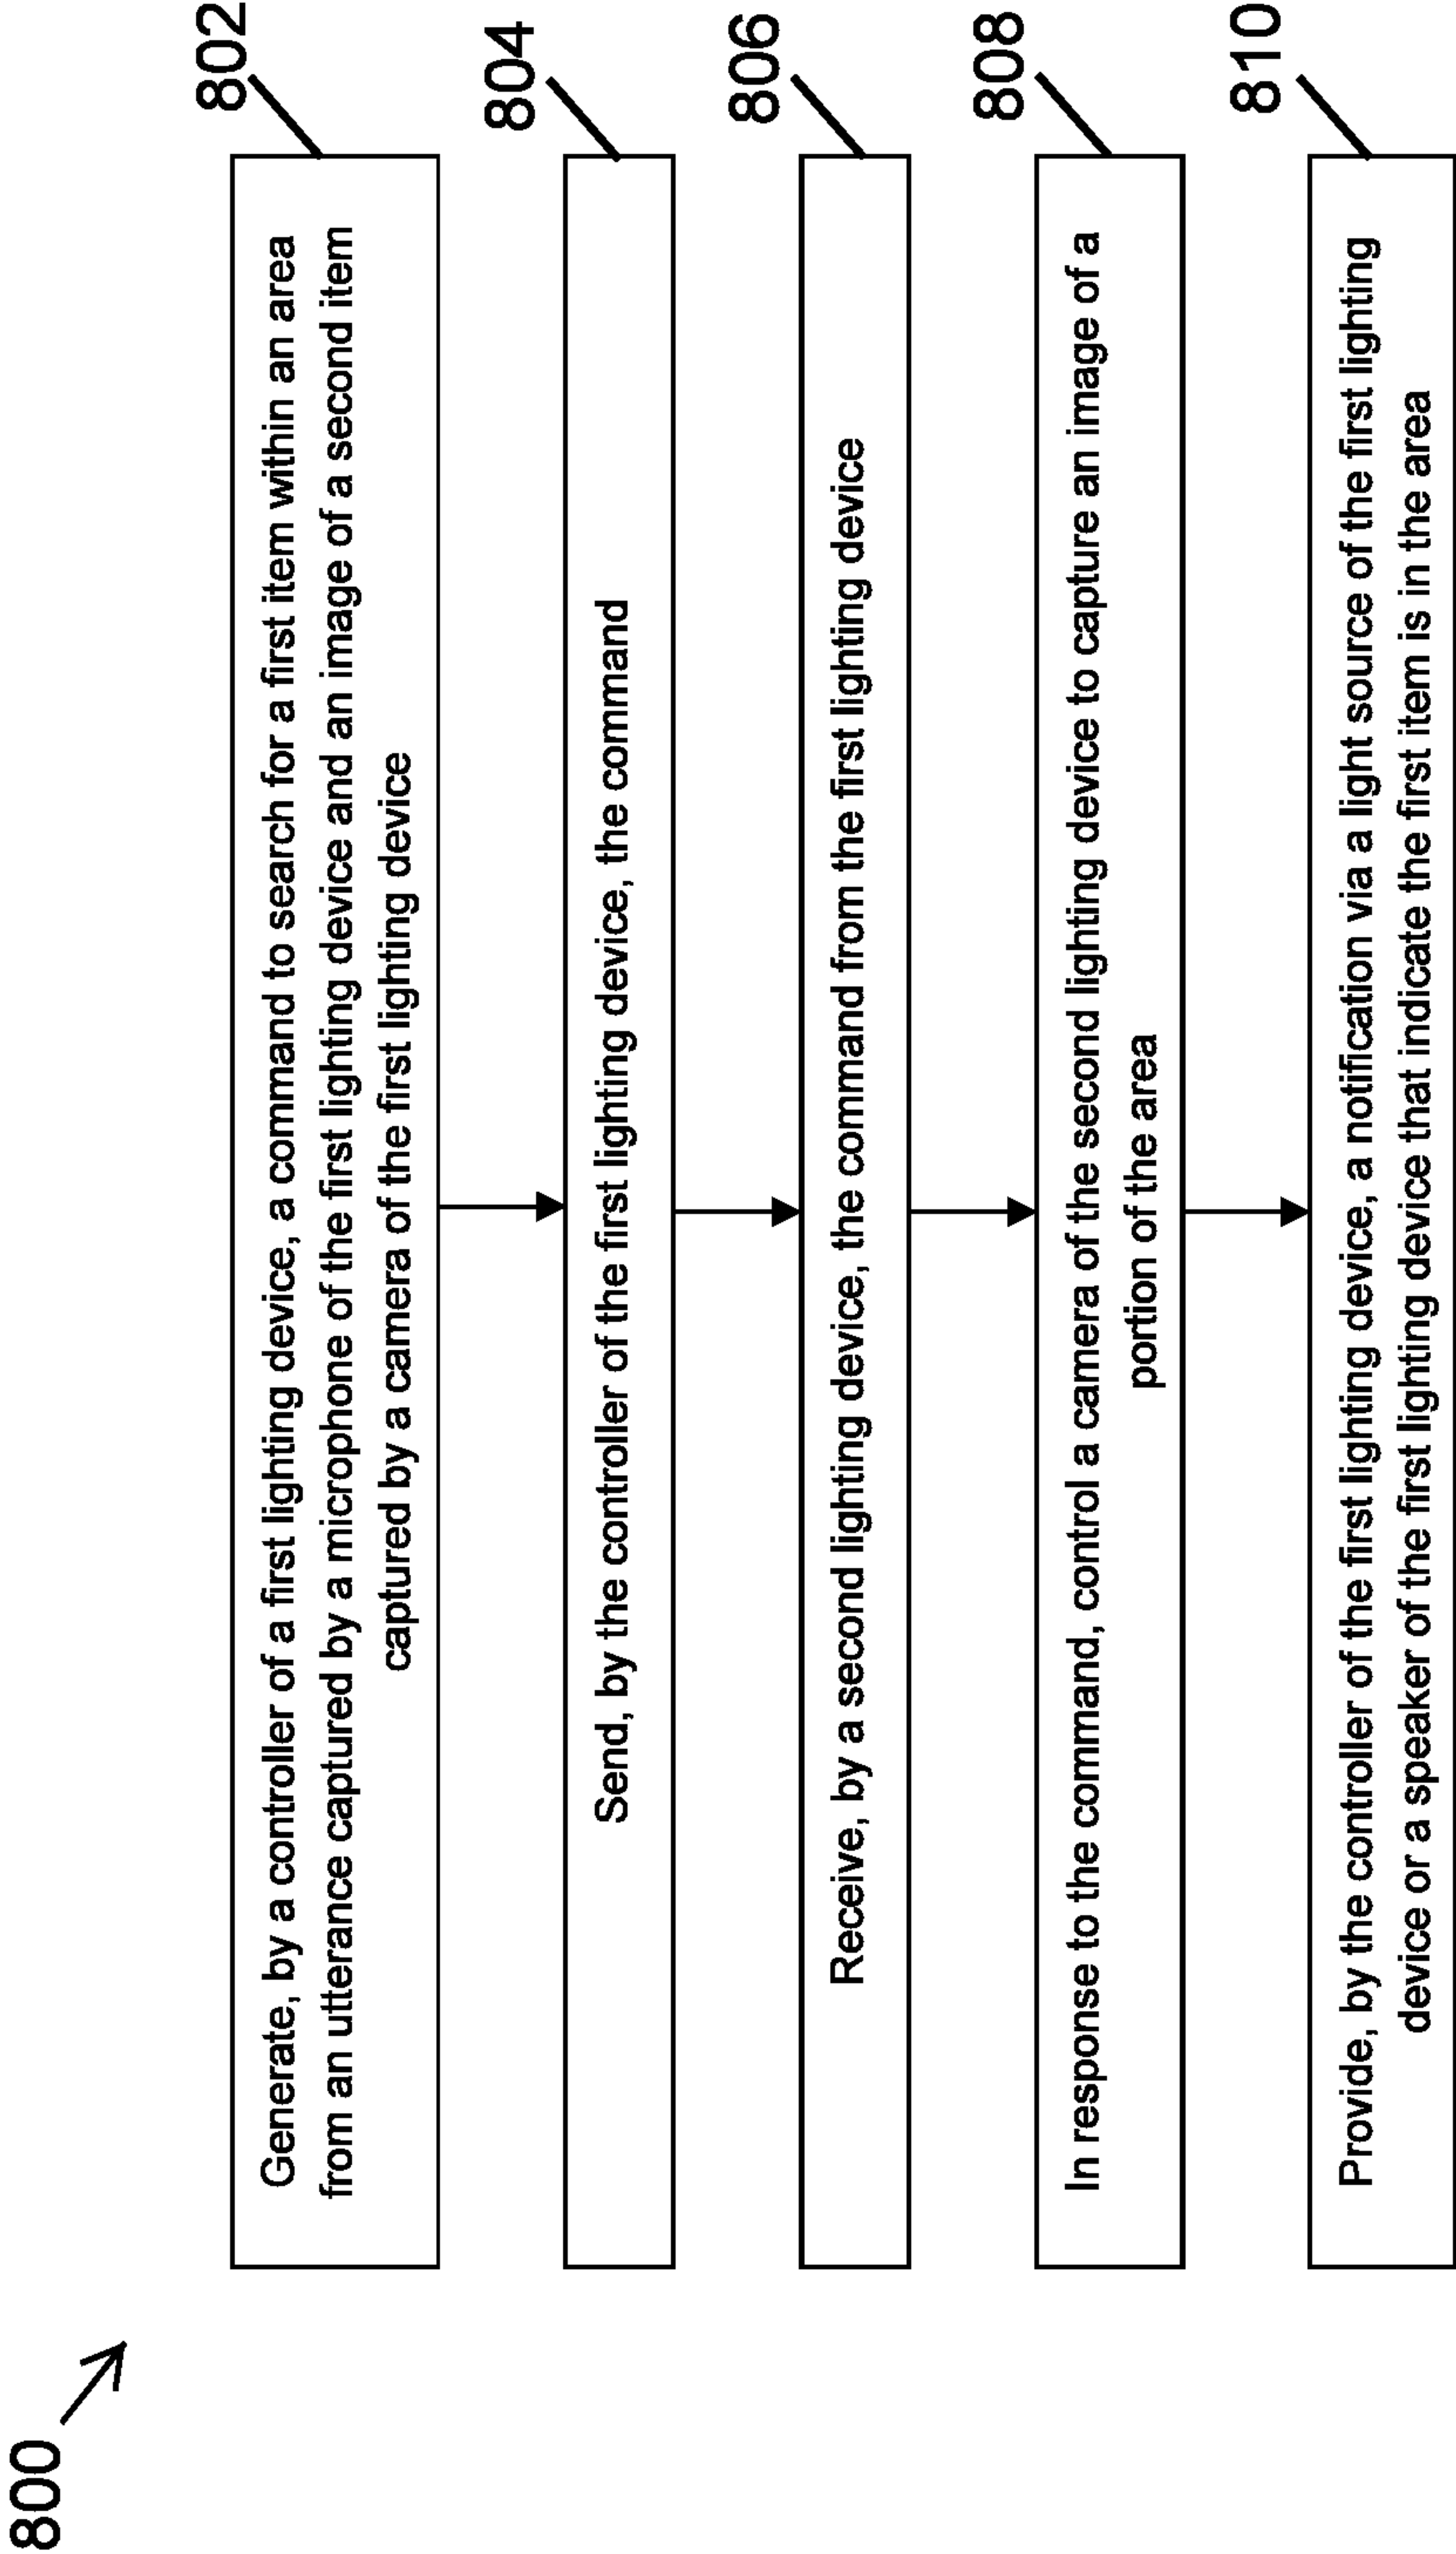 800
802
Generate, by a controller of a first lighting device, a command to search for a first item within an area
from an utterance captured by a microphone of the first lighting device and an image of a second item
captured by a camera of the first lighting device
804
Send, by the controller of the first lighting device, the command
806
Receive, by a second lighting device, the command from the first lighting device
808
In response to the command, control a camera of the second lighting device to capture an image of a
portion of the area
810
Provide, by the controller of the first lighting device, a notification via a light source of the first lighting
device or a speaker of the first lighting device that indicate the first item is in the area